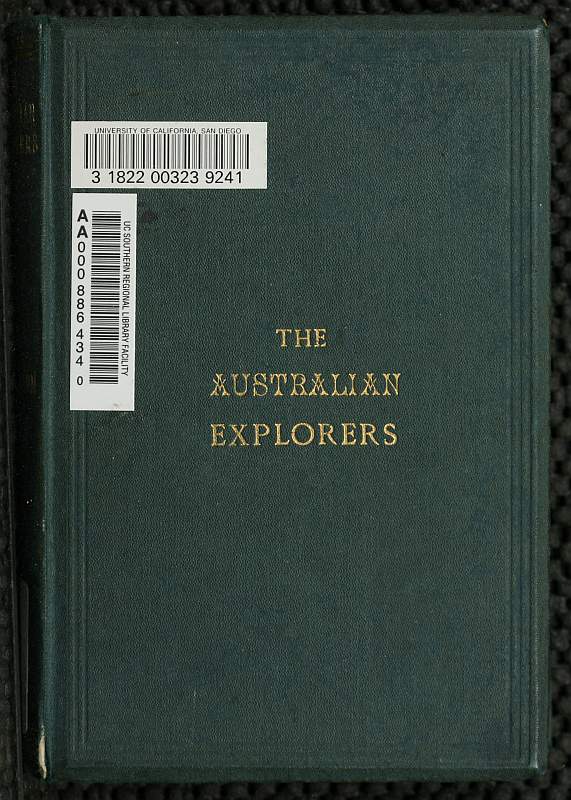 UNIVERSITY OF CALIFORNIA, SAN DIEGO
3 1822 00323 9241
UC SOUTHERN REGIONAL LIBRARY FACILITY
AA 000 886 434 0
THE
AUSTRALIAN
EXPLORERS